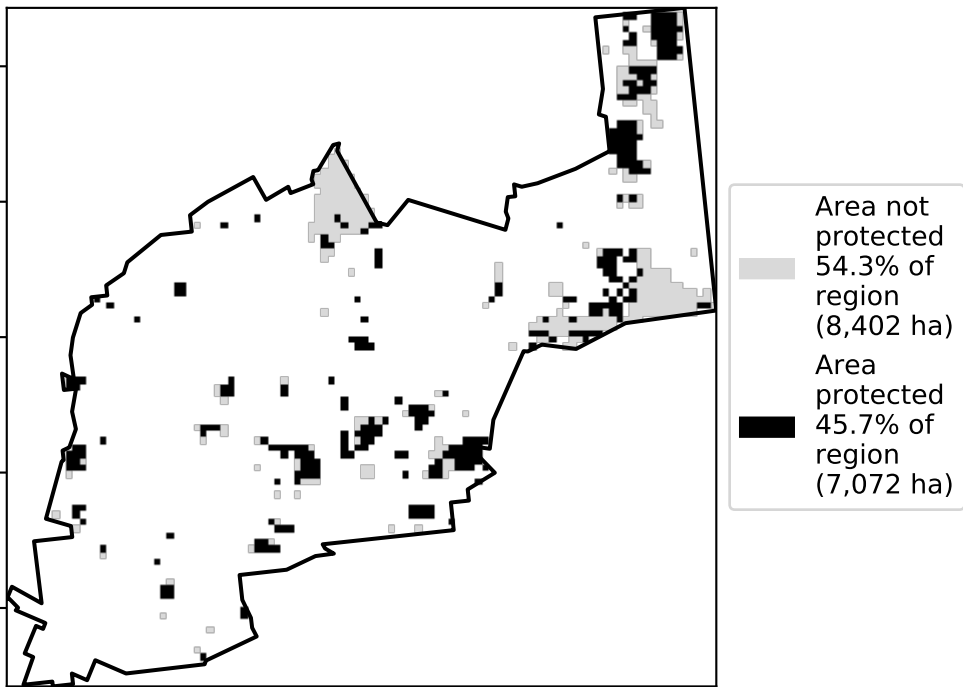 Area not
protected
54.3% of
region
(8,402 ha)
Area
protected
45.7% of
region
(7,072 ha)